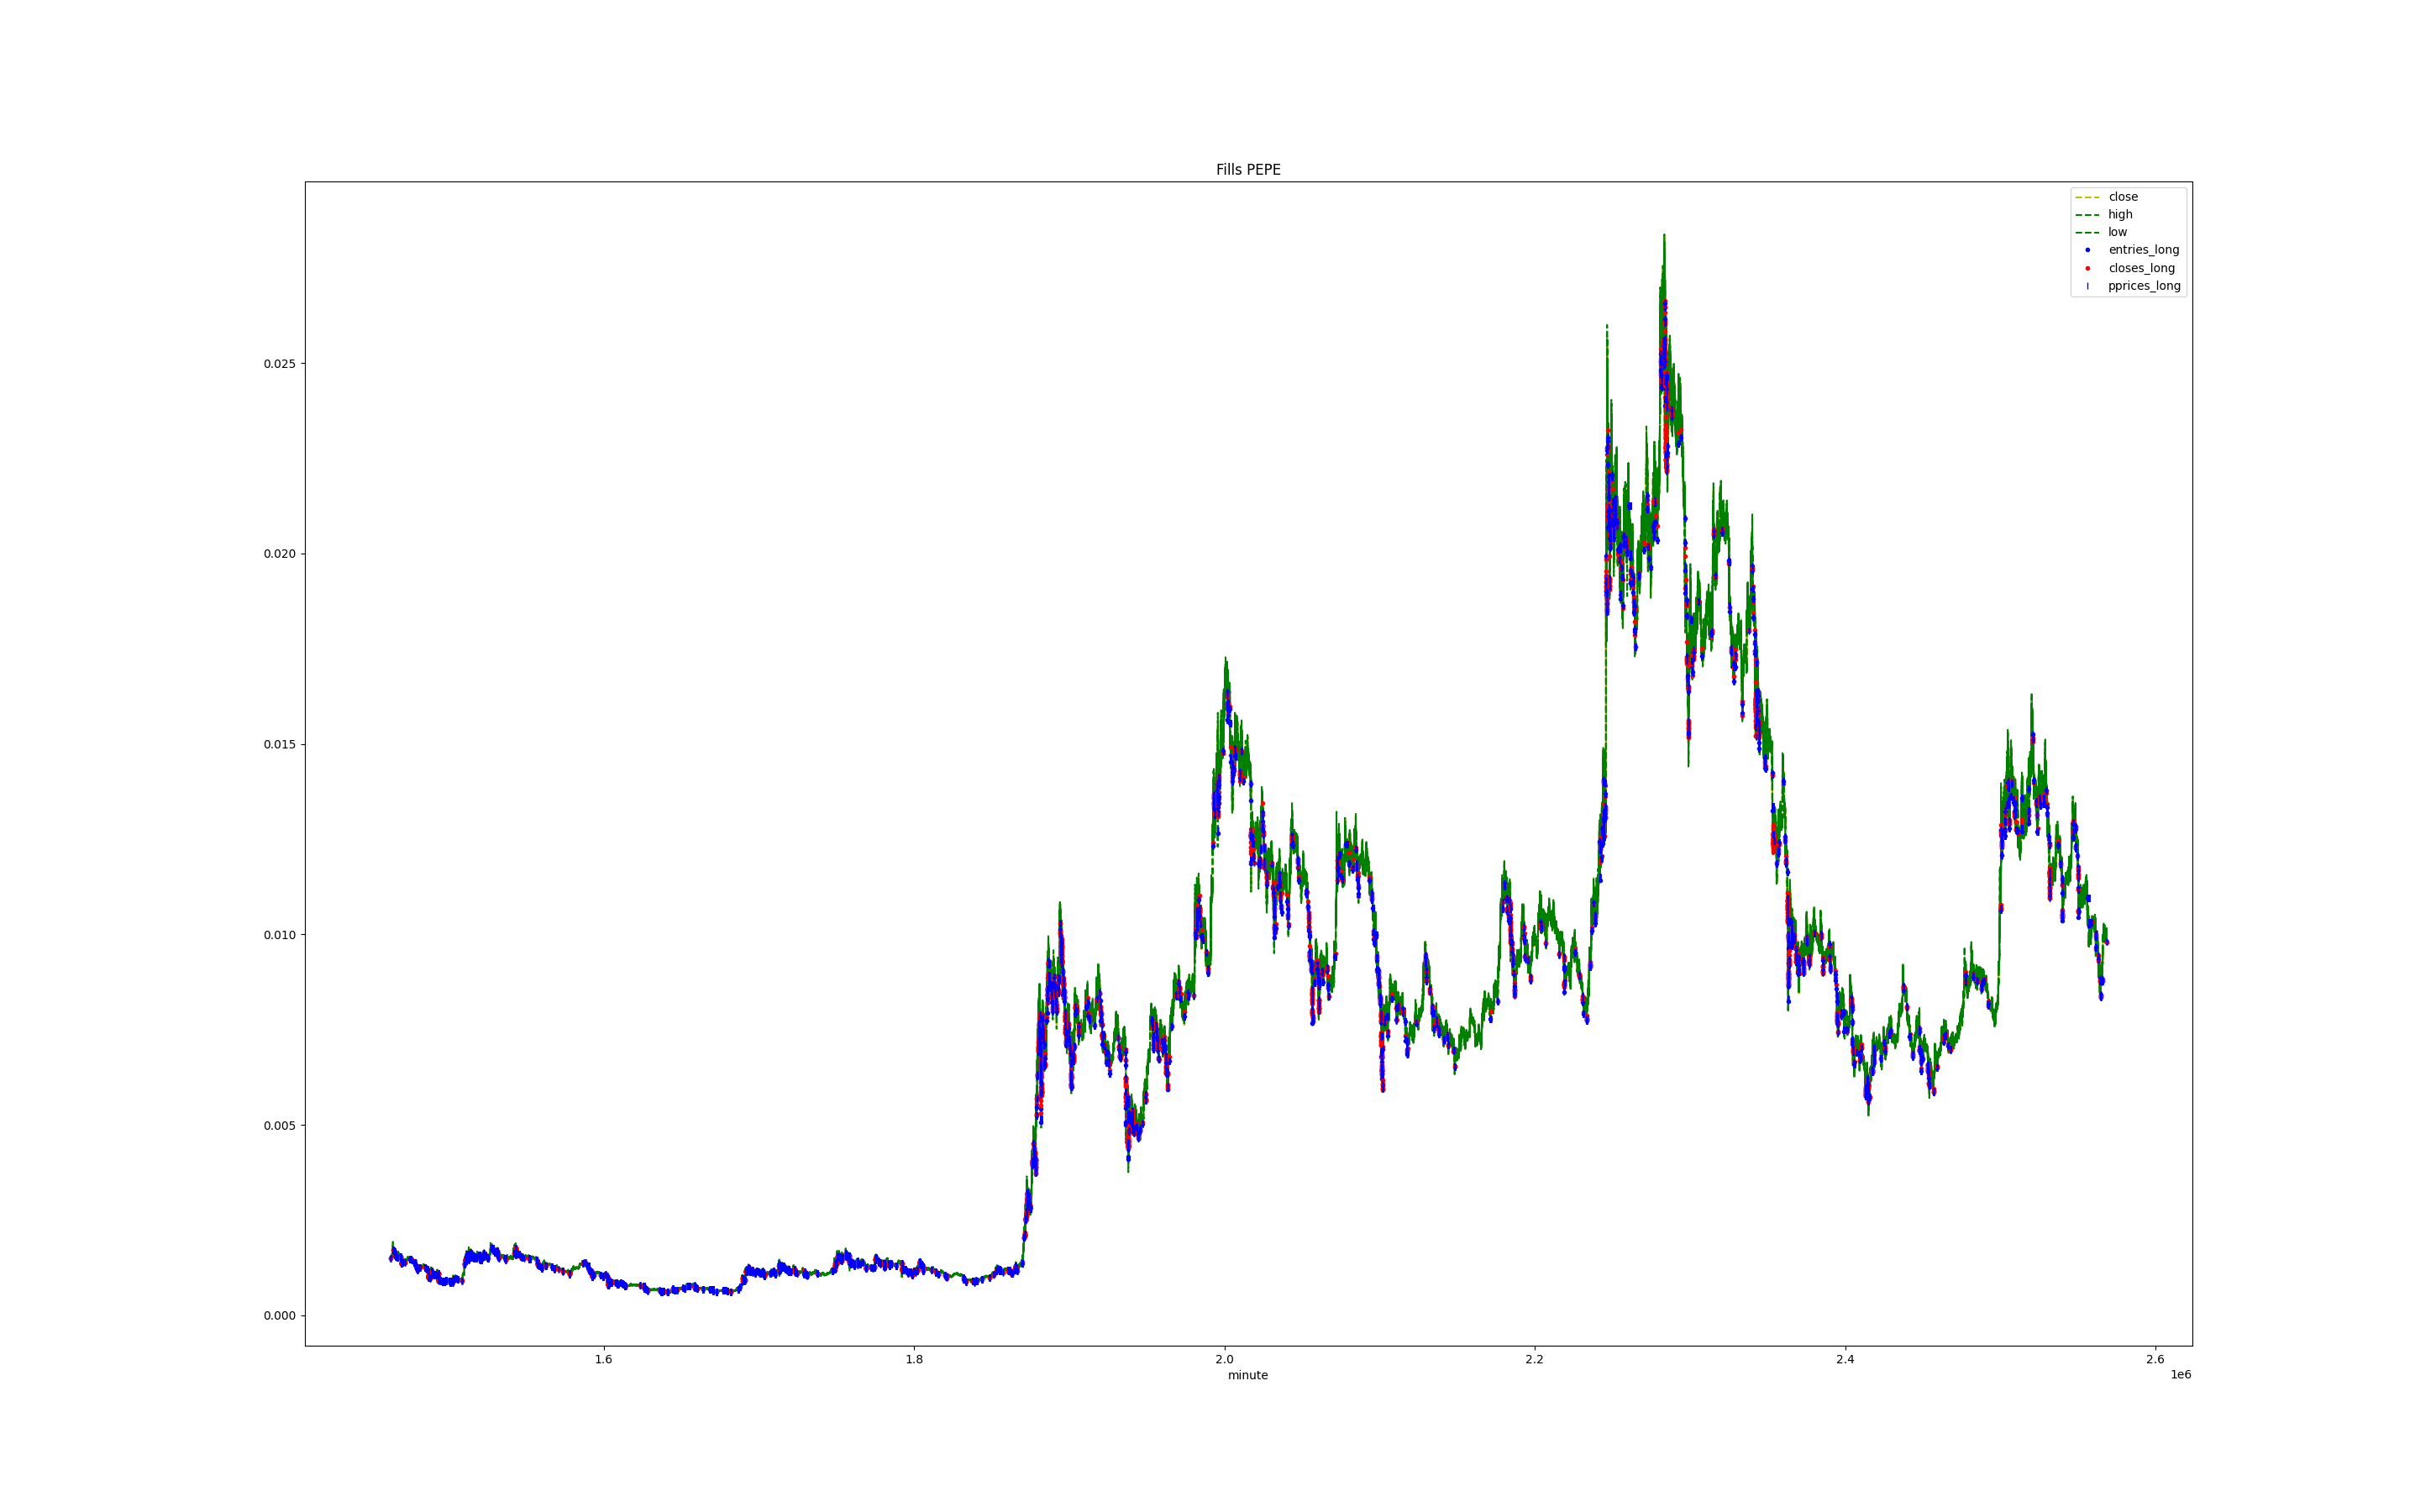 Fills PEPE
close
high
low
entries_long
closes_long
pprices_long
0.025
0.020
0.015
0.010
0.005
0.000
1.6 1.8 2.0 2.2 2.4 2.6
minute
1e6